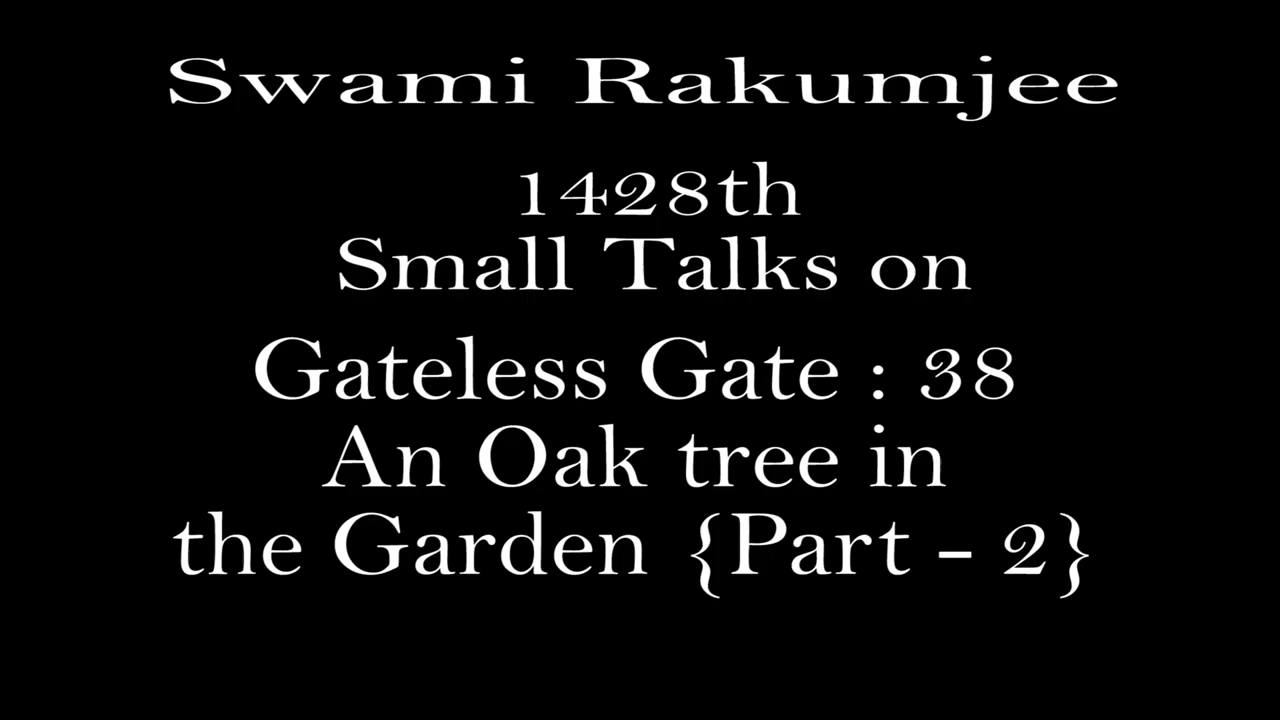 Swami Rakumjee
1428th
Small Talks on
Gateless Gate : 38
An Oak tree in
the Garden {Part - 2}